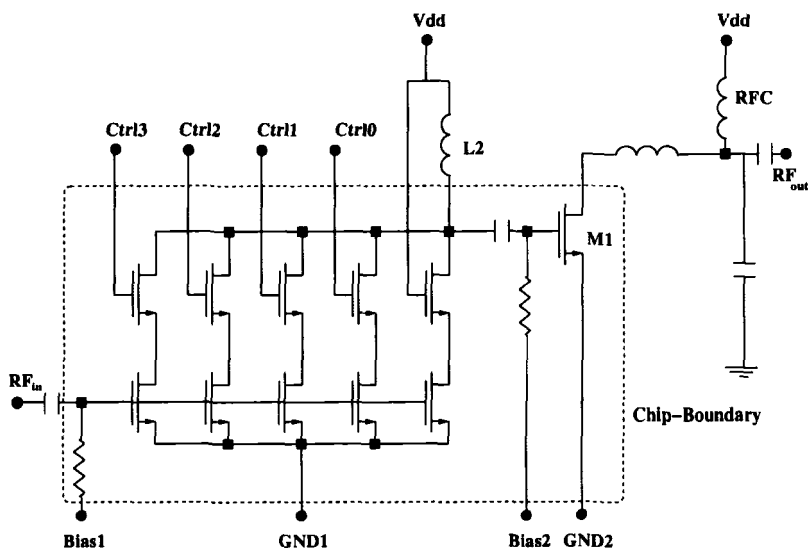 Vdd
Vdd
RFC
Ctrl3
Ctrl2
Ctrl1
Ctrl0
L2
RFout
M1
RFin
Chip-Boundary
Bias1
GND1
Bias2
GND2